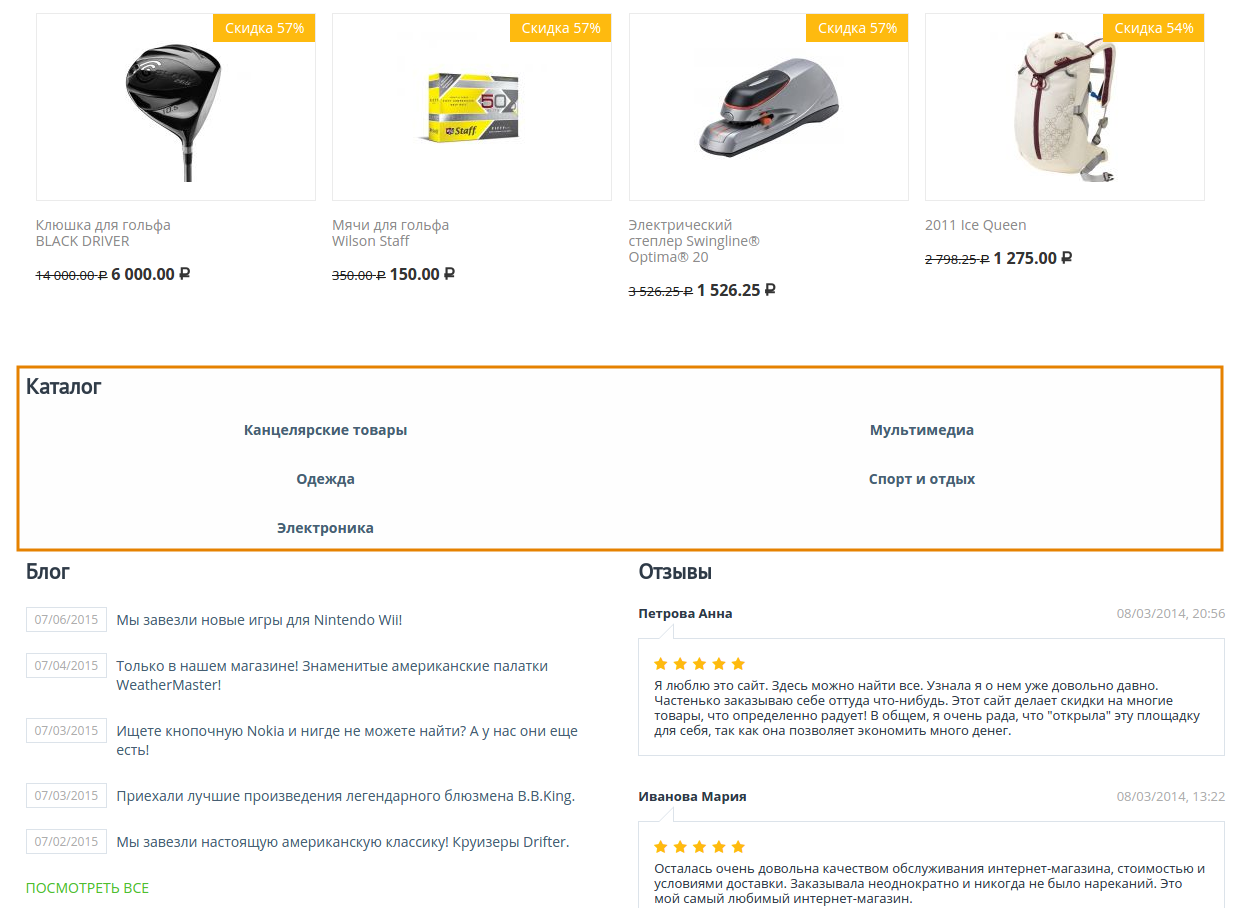 Скидка 57%
Скидка 57%
Скидка 57%
Скидка 54%
50
Staff
Клюшка для гольфа
BLACK DRIVER
14 000.00 ₽ 6 000.00 ₽
Мячи для гольфа
Wilson Staff
350.00 ₽ 150.00 ₽
Электрический
степлер Swingline®
Optima® 20
3 526.25 ₽ 1 526.25 ₽
2011 Ice Queen
2 798.25 ₽ 1 275.00 ₽
Каталог
Канцелярские товары
Мультимедиа
Одежда
Спорт и отдых
Электроника
Блог
07/06/2015 Мы завезли новые игры для Nintendo Wii!
07/04/2015 Только в нашем магазине! Знаменитые американские палатки
WeatherMaster!
07/03/2015 Ищете кнопочную Nokia и нигде не можете найти? А у нас они еще
есть!
07/03/2015 Приехали лучшие произведения легендарного блюзмена B.B.King.
07/02/2015 Мы завезли настоящую американскую классику! Круизеры Drifter.
ПОСМОТРЕТЬ ВСЕ
Отзывы
Петрова Анна 08/03/2014, 20:56
Я люблю это сайт. Здесь можно найти все. Узнала я о нем уже довольно давно.
Частенько заказываю себе оттуда что-нибудь. Этот сайт делает скидки на многие
товары, что определенно радует! В общем, я очень рада, что "открыла" эту площадку
для себя, так как она позволяет экономить много денег.
Иванова Мария 08/03/2014, 13:22
Осталась очень довольна качеством обслуживания интернет-магазина, стоимостью и
условиями доставки. Заказывала неоднократно и никогда не было нареканий. Это
мой самый любимый интернет-магазин.